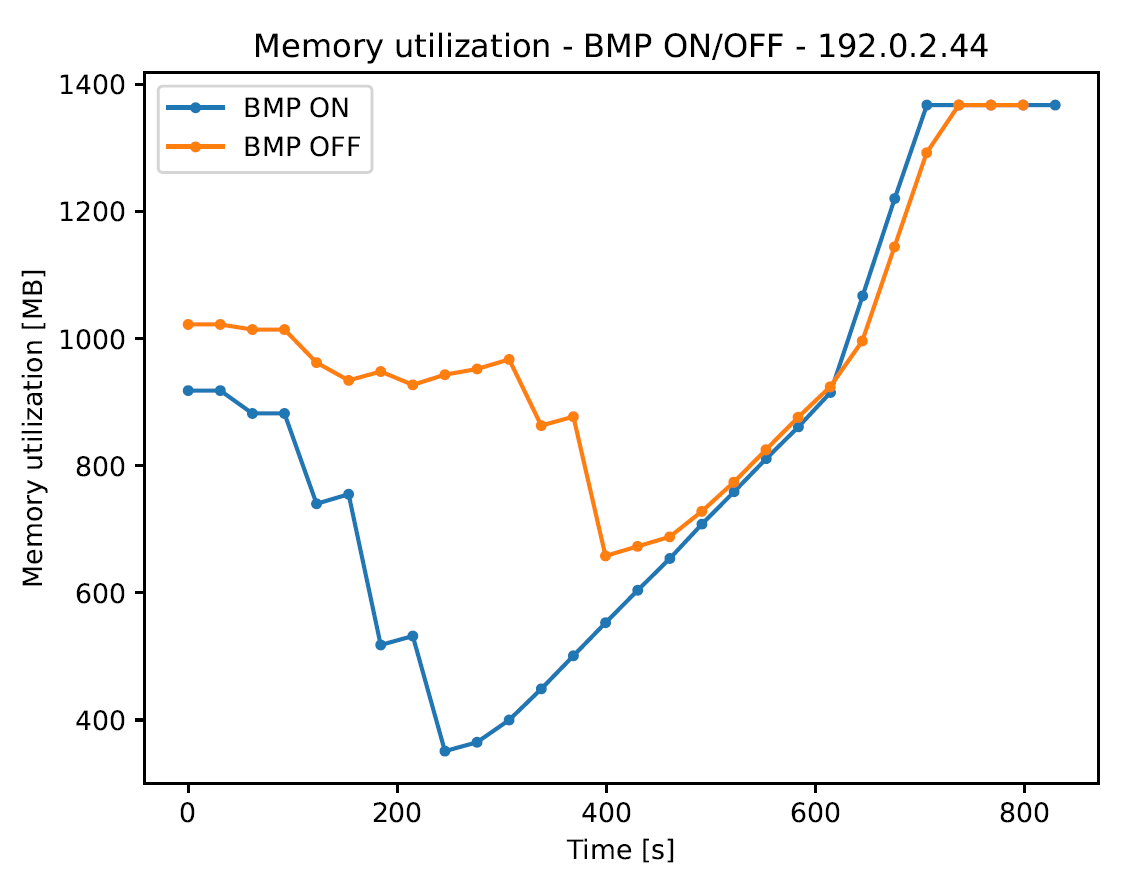 Memory utilization - BMP ON/OFF - 192.0.2.44
BMP ON
BMP OFF
Memory utilization [MB]
1400
1200
1000
800
600
400
0 200 400 600 800
Time [s]